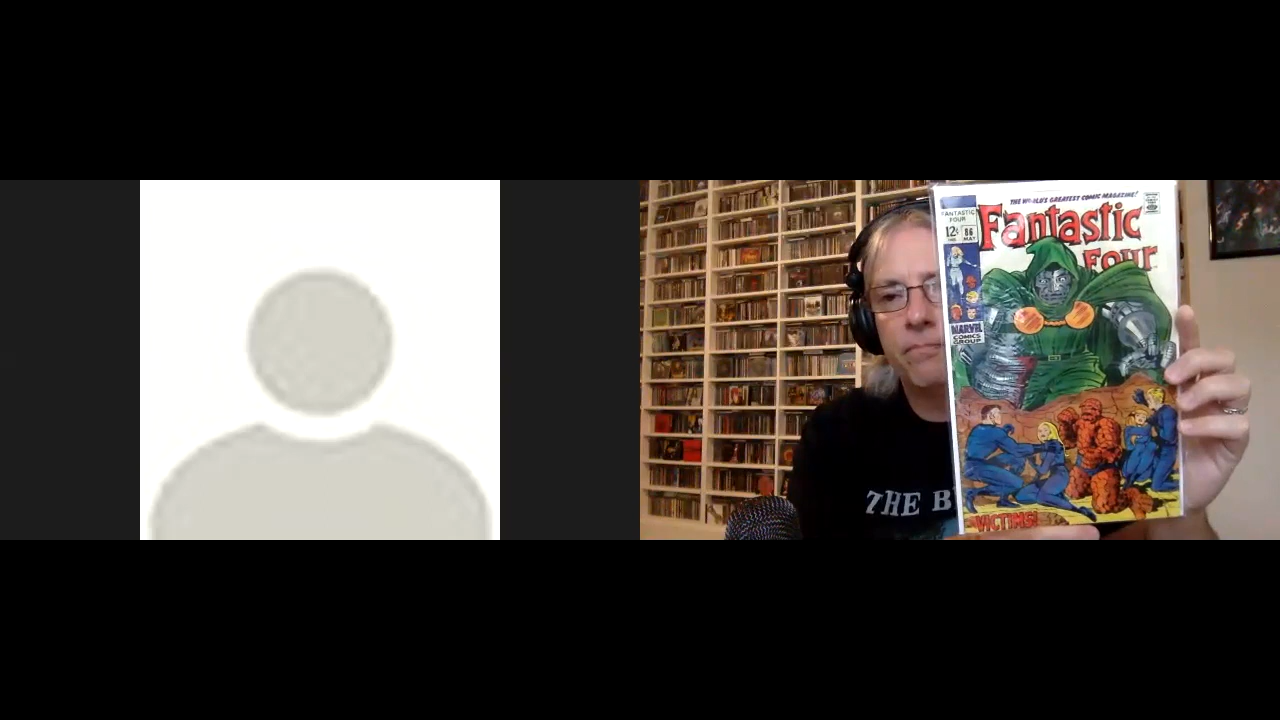 THE WORLD'S GREATEST COMIC MAGAZINE!
FANTASTIC
FOUR
12¢
86
MAY
Fantastic
Four
MARVEL
COMICS
GROUP
VICTIMS!
THE B